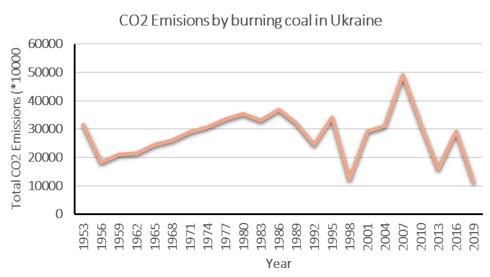 CO2 Emisions by burning coal in Ukraine
Total CO2 Emissions (*10000
60000
50000
40000
30000
20000
10000
0
1953 1956 1959 1962 1965 1968 1971 1974 1977 1980 1983 1986 1989 1992 1995 1998 2001 2004 2007 2010 2013 2016 2019
Year